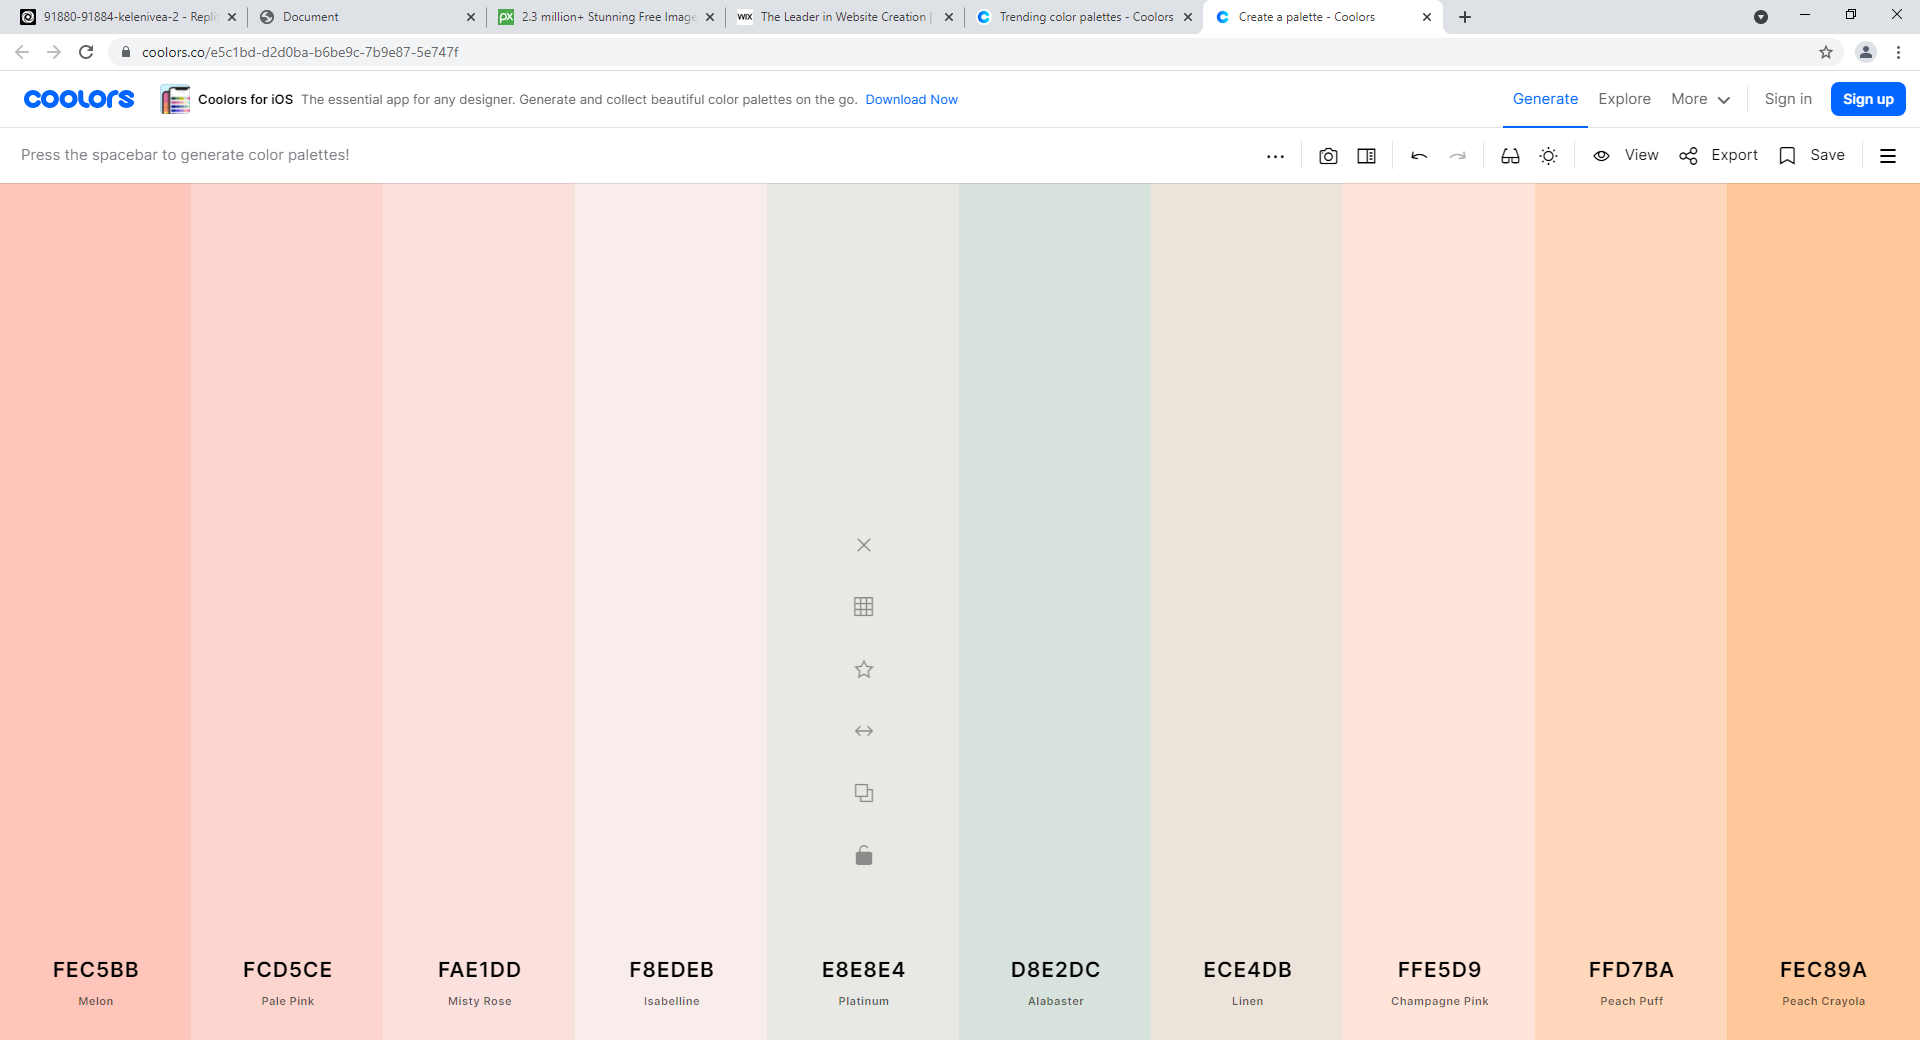 91880-91884-kelenivea-2 - Repli
Document
2.3 million+ Stunning Free Image
WIX The Leader in Website Creation |
Trending color palettes - Coolors
Create a palette - Coolors
coolors.co/e5c1bd-d2d0ba-b6be9c-7b9e87-5e747f
coolors
Coolors for iOS The essential app for any designer. Generate and collect beautiful color palettes on the go. Download Now
Generate
Explore
More
Sign in
Sign up
Press the spacebar to generate color palettes!
View
Export
Save
FEC5BB
Melon
FCD5CE
Pale Pink
FAE1DD
Misty Rose
F8EDEB
Isabelline
E8E8E4
Platinum
D8E2DC
Alabaster
ECE4DB
Linen
FFE5D9
Champagne Pink
FFD7BA
Peach Puff
FEC89A
Peach Crayola